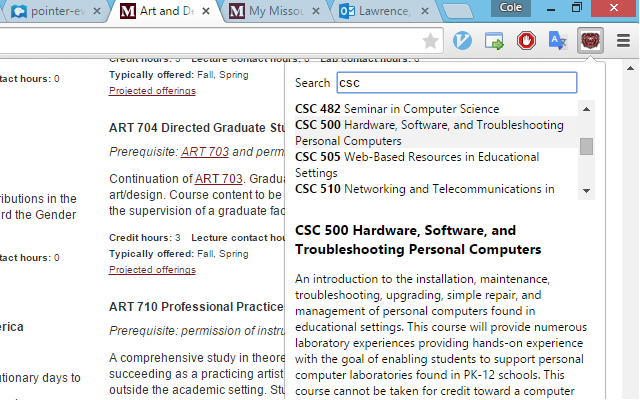 pointer-ev
Art and De
My Missou
Lawrence,
Cole
Search csc
CSC 482 Seminar in Computer Science
CSC 500 Hardware, Software, and Troubleshooting
Personal Computers
CSC 505 Web-Based Resources in Educational
Settings
CSC 510 Networking and Telecommunications in
CSC 500 Hardware, Software, and
Troubleshooting Personal Computers
An introduction to the installation, maintenance,
troubleshooting, upgrading, simple repair, and
management of personal computers found in
educational settings. This course will provide numerous
laboratory experiences providing hands-on experience
with the goal of enabling students to support personal
computer laboratories found in PK-12 schools. This
course cannot be taken for credit toward a computer
ntact hours: 0
ributions in the
rd the Gender
ntact hours: 0
erica
utionary days to
Credit hours: 3 Lecture contact hours: 0 Lab contact hours: 0
Typically offered: Fall, Spring
Projected offerings
ART 704 Directed Graduate Stu
Prerequisite: ART 703 and perm
Continuation of ART 703. Gradua
art/design. Course content to be
the supervision of a graduate fac
Credit hours: 3 Lecture contact hou
Typically offered: Fall, Spring
Projected offerings
ART 710 Professional Practice
Prerequisite: permission of instru
A comprehensive study in theore
succeeding as a practicing artist
outside the academic setting. Stu